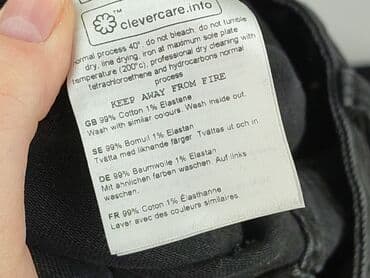 clevercare.info
normal process 40°, do not bleach, do not tumble
dry, line drying, iron at maximum sole plate
temperature (200°c), professional dry cleaning with
tetrachloroethene and hydrocarbons normal
process
KEEP AWAY FROM FIRE
GB 99% Cotton 1% Elastane
Wash with similar colours. Wash inside out.
SE 99% Bomull 1% Elastan
Tvätta med liknande färger. Tvättas ut och in
DE 99% Baumwolle 1% Elastan
Mit ähnlichen farben waschen. Auf links
waschen.
FR 99% Coton 1% Élasthanne
Laver avec des couleurs similaires.